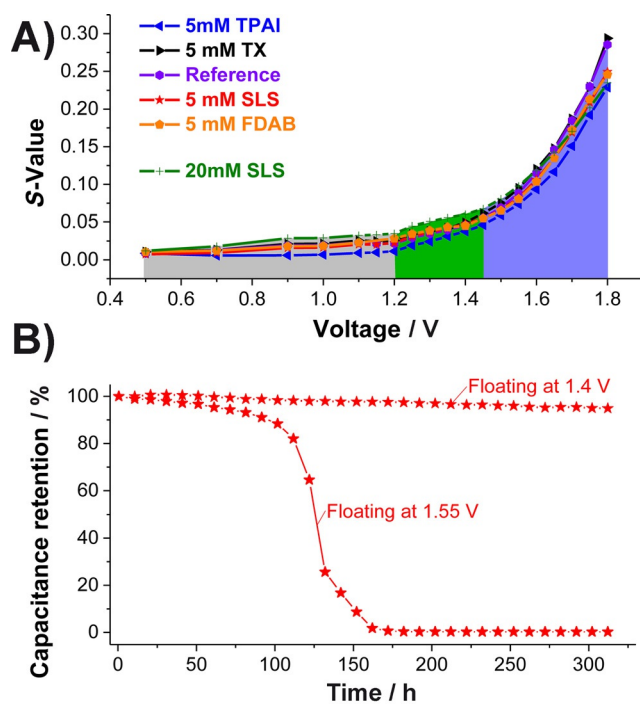 A)
5mM TPAI
5 mM TX
Reference
5 mM SLS
5 mM FDAB
20mM SLS
S-Value
0.30
0.25
0.20
0.15
0.10
0.05
0.00
0.4 0.6 0.8 1.0 1.2 1.4 1.6 1.8
Voltage / V
B)
Capacitance retention / %
100
80
60
40
20
0
Floating at 1.4 V
Floating at 1.55 V
0 50 100 150 200 250 300
Time / h